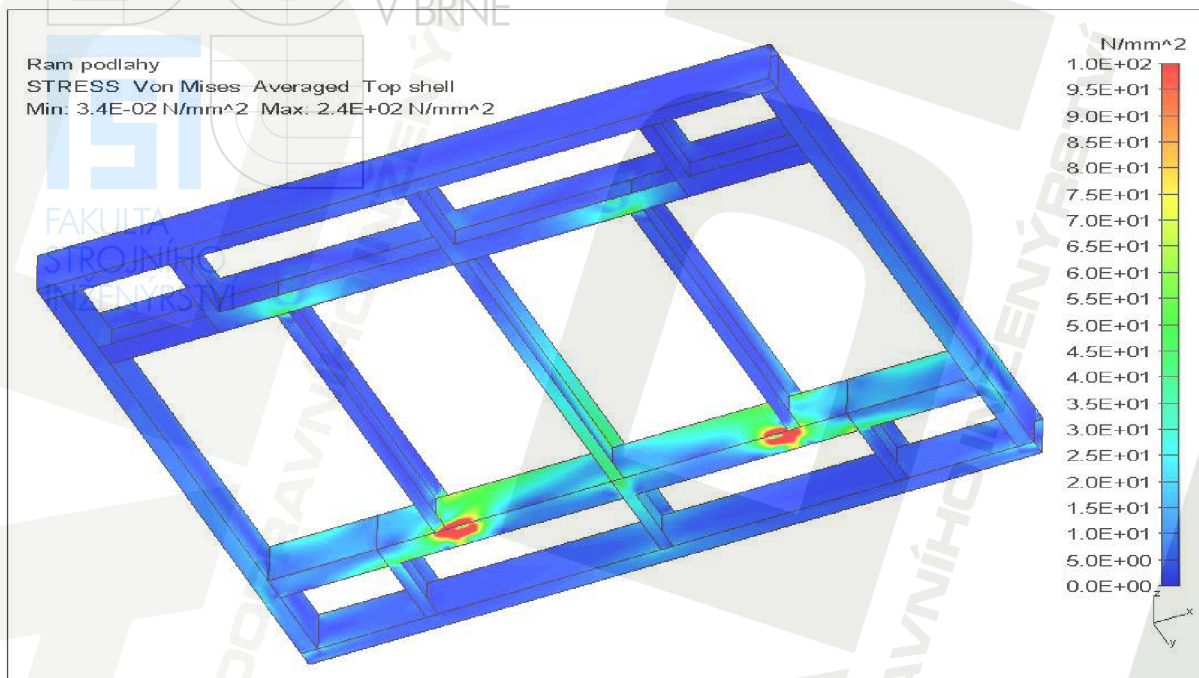 V BRNĚ
N/mm^2
Ram podlahy
STRESS Von Mises Averaged Top shell
Min: 3.4E-02 N/mm^2 Max: 2.4E+02 N/mm^2
1.0E+02
9.5E+01
9.0E+01
8.5E+01
8.0E+01
7.5E+01
7.0E+01
6.5E+01
6.0E+01
5.5E+01
5.0E+01
4.5E+01
4.0E+01
3.5E+01
3.0E+01
2.5E+01
2.0E+01
1.5E+01
1.0E+01
5.0E+00
0.0E+00
FAKULTA
STROJNÍHO
INŽENÝRSTVÍ
z
x
y